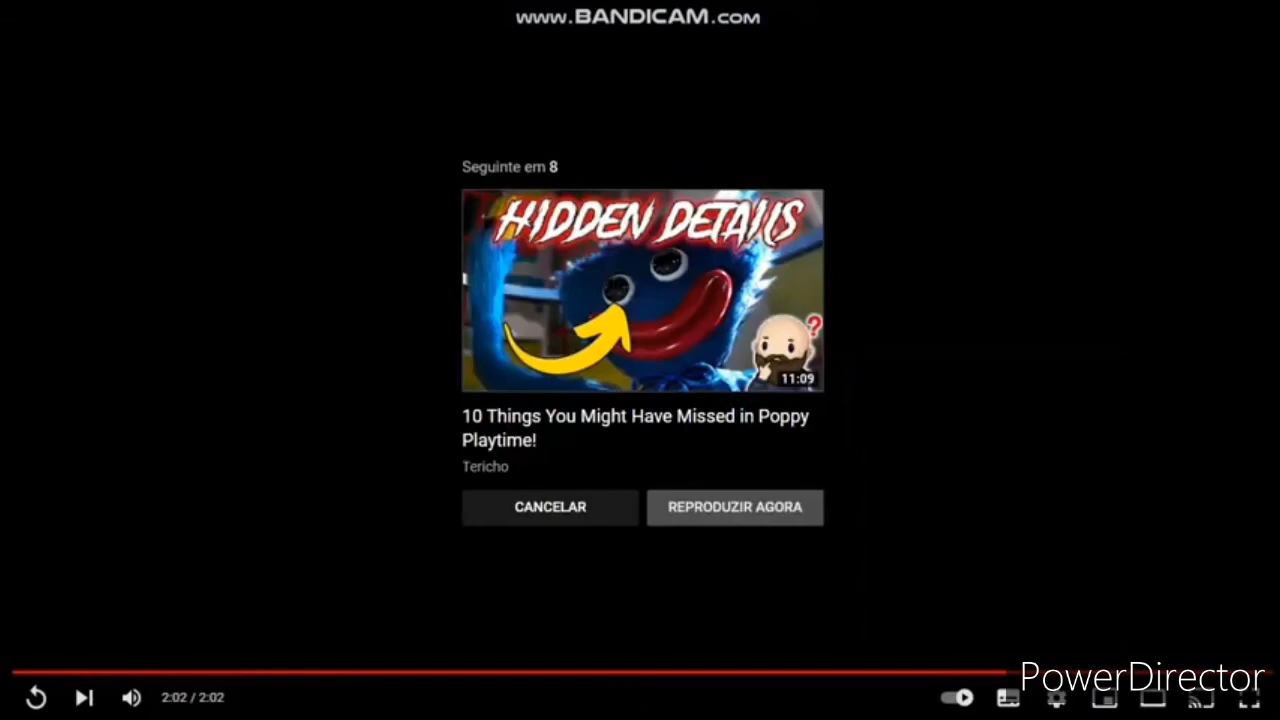 www.BANDICAM.COM
Seguinte em 8
HIDDEN DETAILS
?
11:09
10 Things You Might Have Missed in Poppy
Playtime!
Tericho
CANCELAR
REPRODUZIR AGORA
PowerDirector
2:02 / 2:02